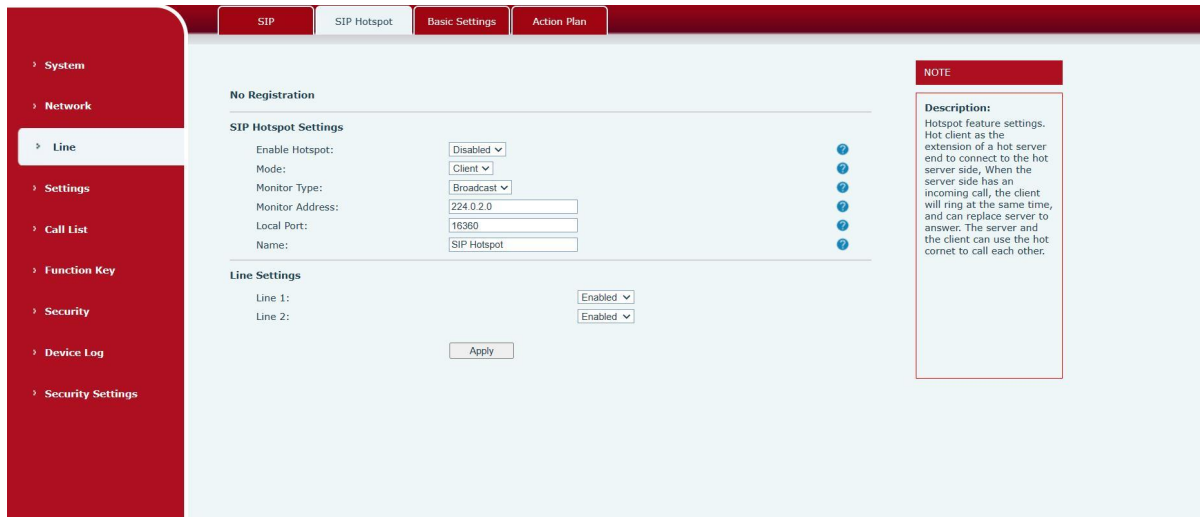 SIP
SIP Hotspot
Basic Settings
Action Plan
System
Network
Line
Settings
Call List
Function Key
Security
Device Log
Security Settings
No Registration
SIP Hotspot Settings
Enable Hotspot: Disabled
Mode: Client
Monitor Type: Broadcast
Monitor Address: 224.0.2.0
Local Port: 16360
Name: SIP Hotspot
Line Settings
Line 1: Enabled
Line 2: Enabled
Apply
NOTE
Description:
Hotspot feature settings.
Hot client as the
extension of a hot server
end to connect to the hot
server side, When the
server side has an
incoming call, the client
will ring at the same time,
and can replace server to
answer. The server and
the client can use the hot
cornet to call each other.